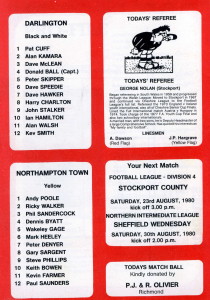 DARLINGTON
Black and White
1 Pat CUFF
2 Alan KAMARA
3 Dave McLEAN
4 Donald BALL (Capt.)
5 Peter SKIPPER
6 Dave SPEEDIE
7 Dave HAWKER
8 Harry CHARLTON
9 John STALKER
10 Ian HAMILTON
11 Alan WALSH
12 Kev SMITH
NORTHAMPTON TOWN
Yellow
1 Andy POOLE
2 Ricky WALKER
3 Phil SANDERCOCK
4 Dennis BYATT
5 Wakeley GAGE
6 Mark HEELEY
7 Peter DENYER
8 Gary SARGENT
9 Steve PHILLIPS
10 Keith BOWEN
11 Kevin FARMER
12 Paul SAUNDERS
TODAYS' REFEREE
TODAYS' REFEREE
GEORGE NOLAN (Stockport)
LINESMEN
A. Dawson J.P. Hargrave
(Red Flag) (Yellow Flag)
Your Next Match
FOOTBALL LEAGUE - DIVISION 4
STOCKPORT COUNTY
SATURDAY, 23rd AUGUST, 1980
kick off 3.00 p.m.
NORTHERN INTERMEDIATE LEAGUE
SHEFFIELD WEDNESDAY
SATURDAY, 30th AUGUST, 1980
kick off 2.00 p.m.
TODAYS MATCH BALL
Kindly donated by
P.J. & R. OLIVIER
Richmond